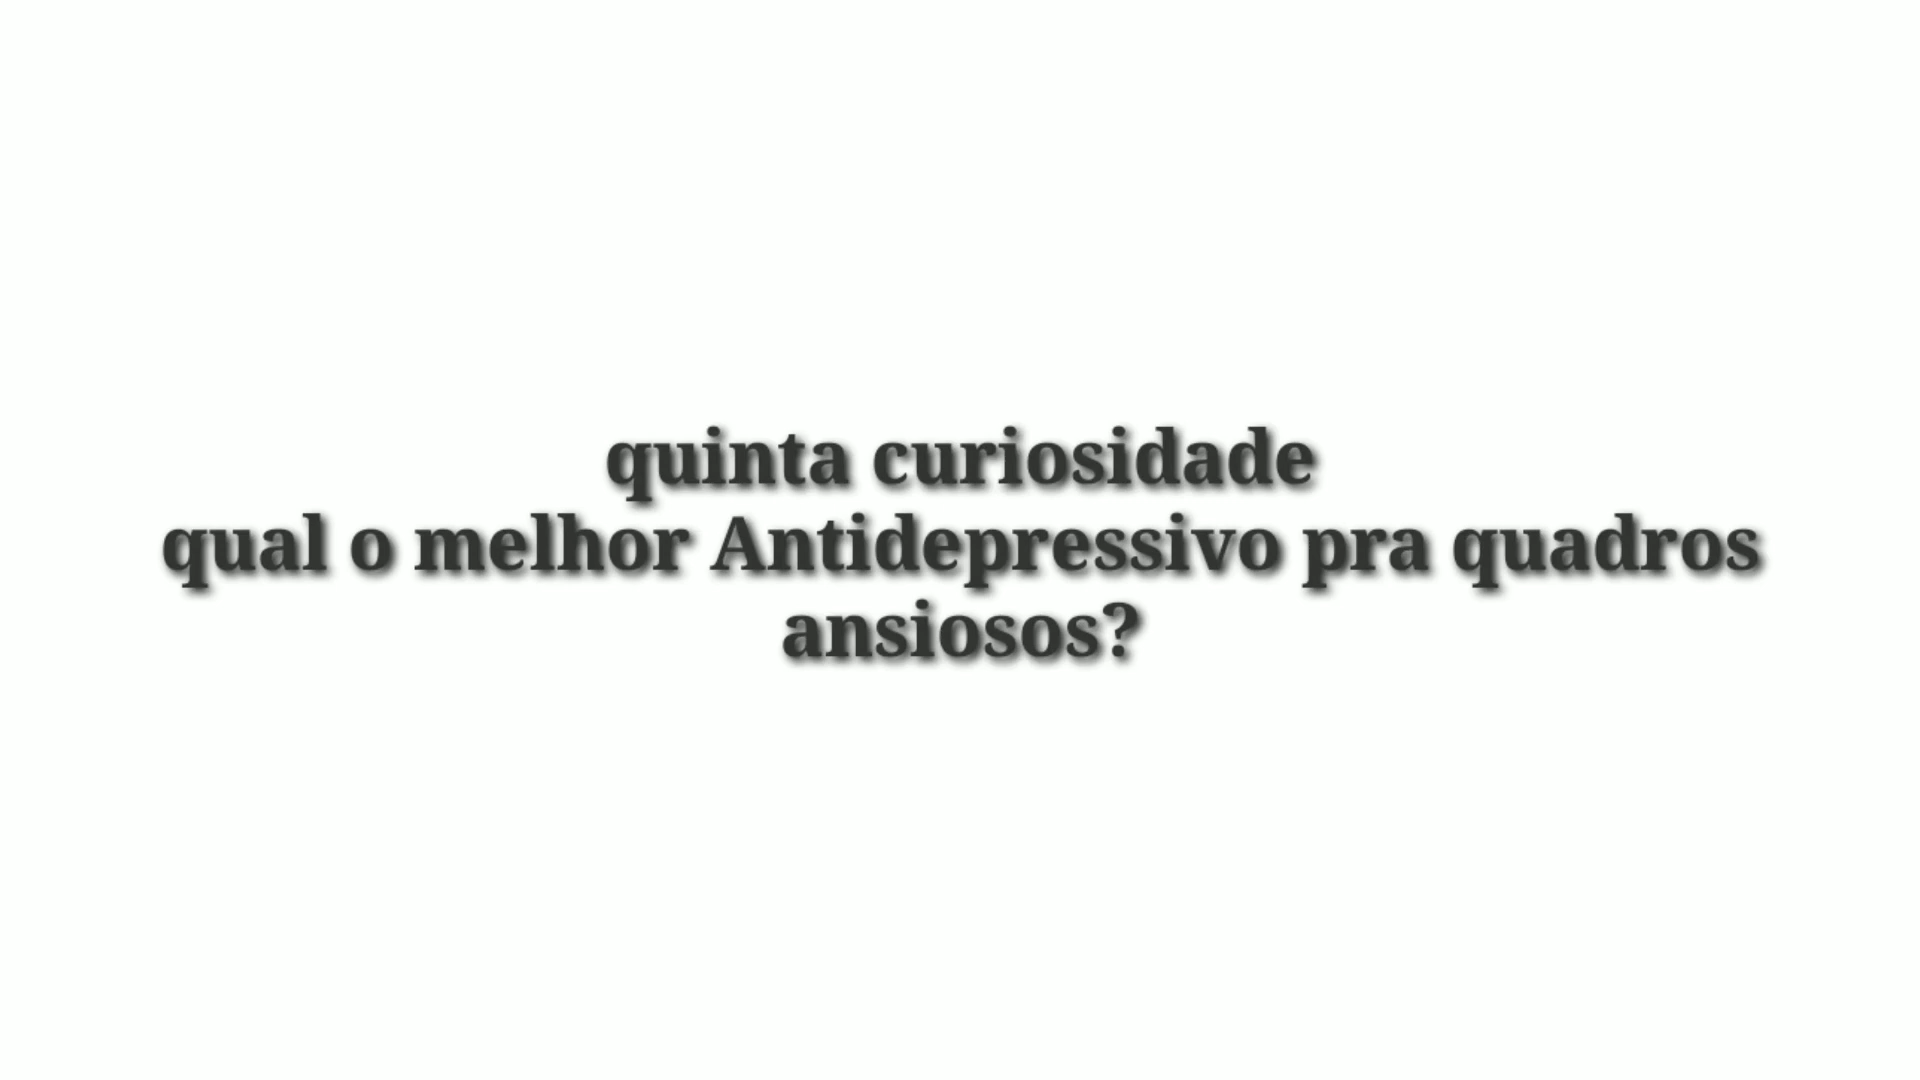 quinta curiosidade
qual o melhor Antidepressivo pra quadros
ansiosos?